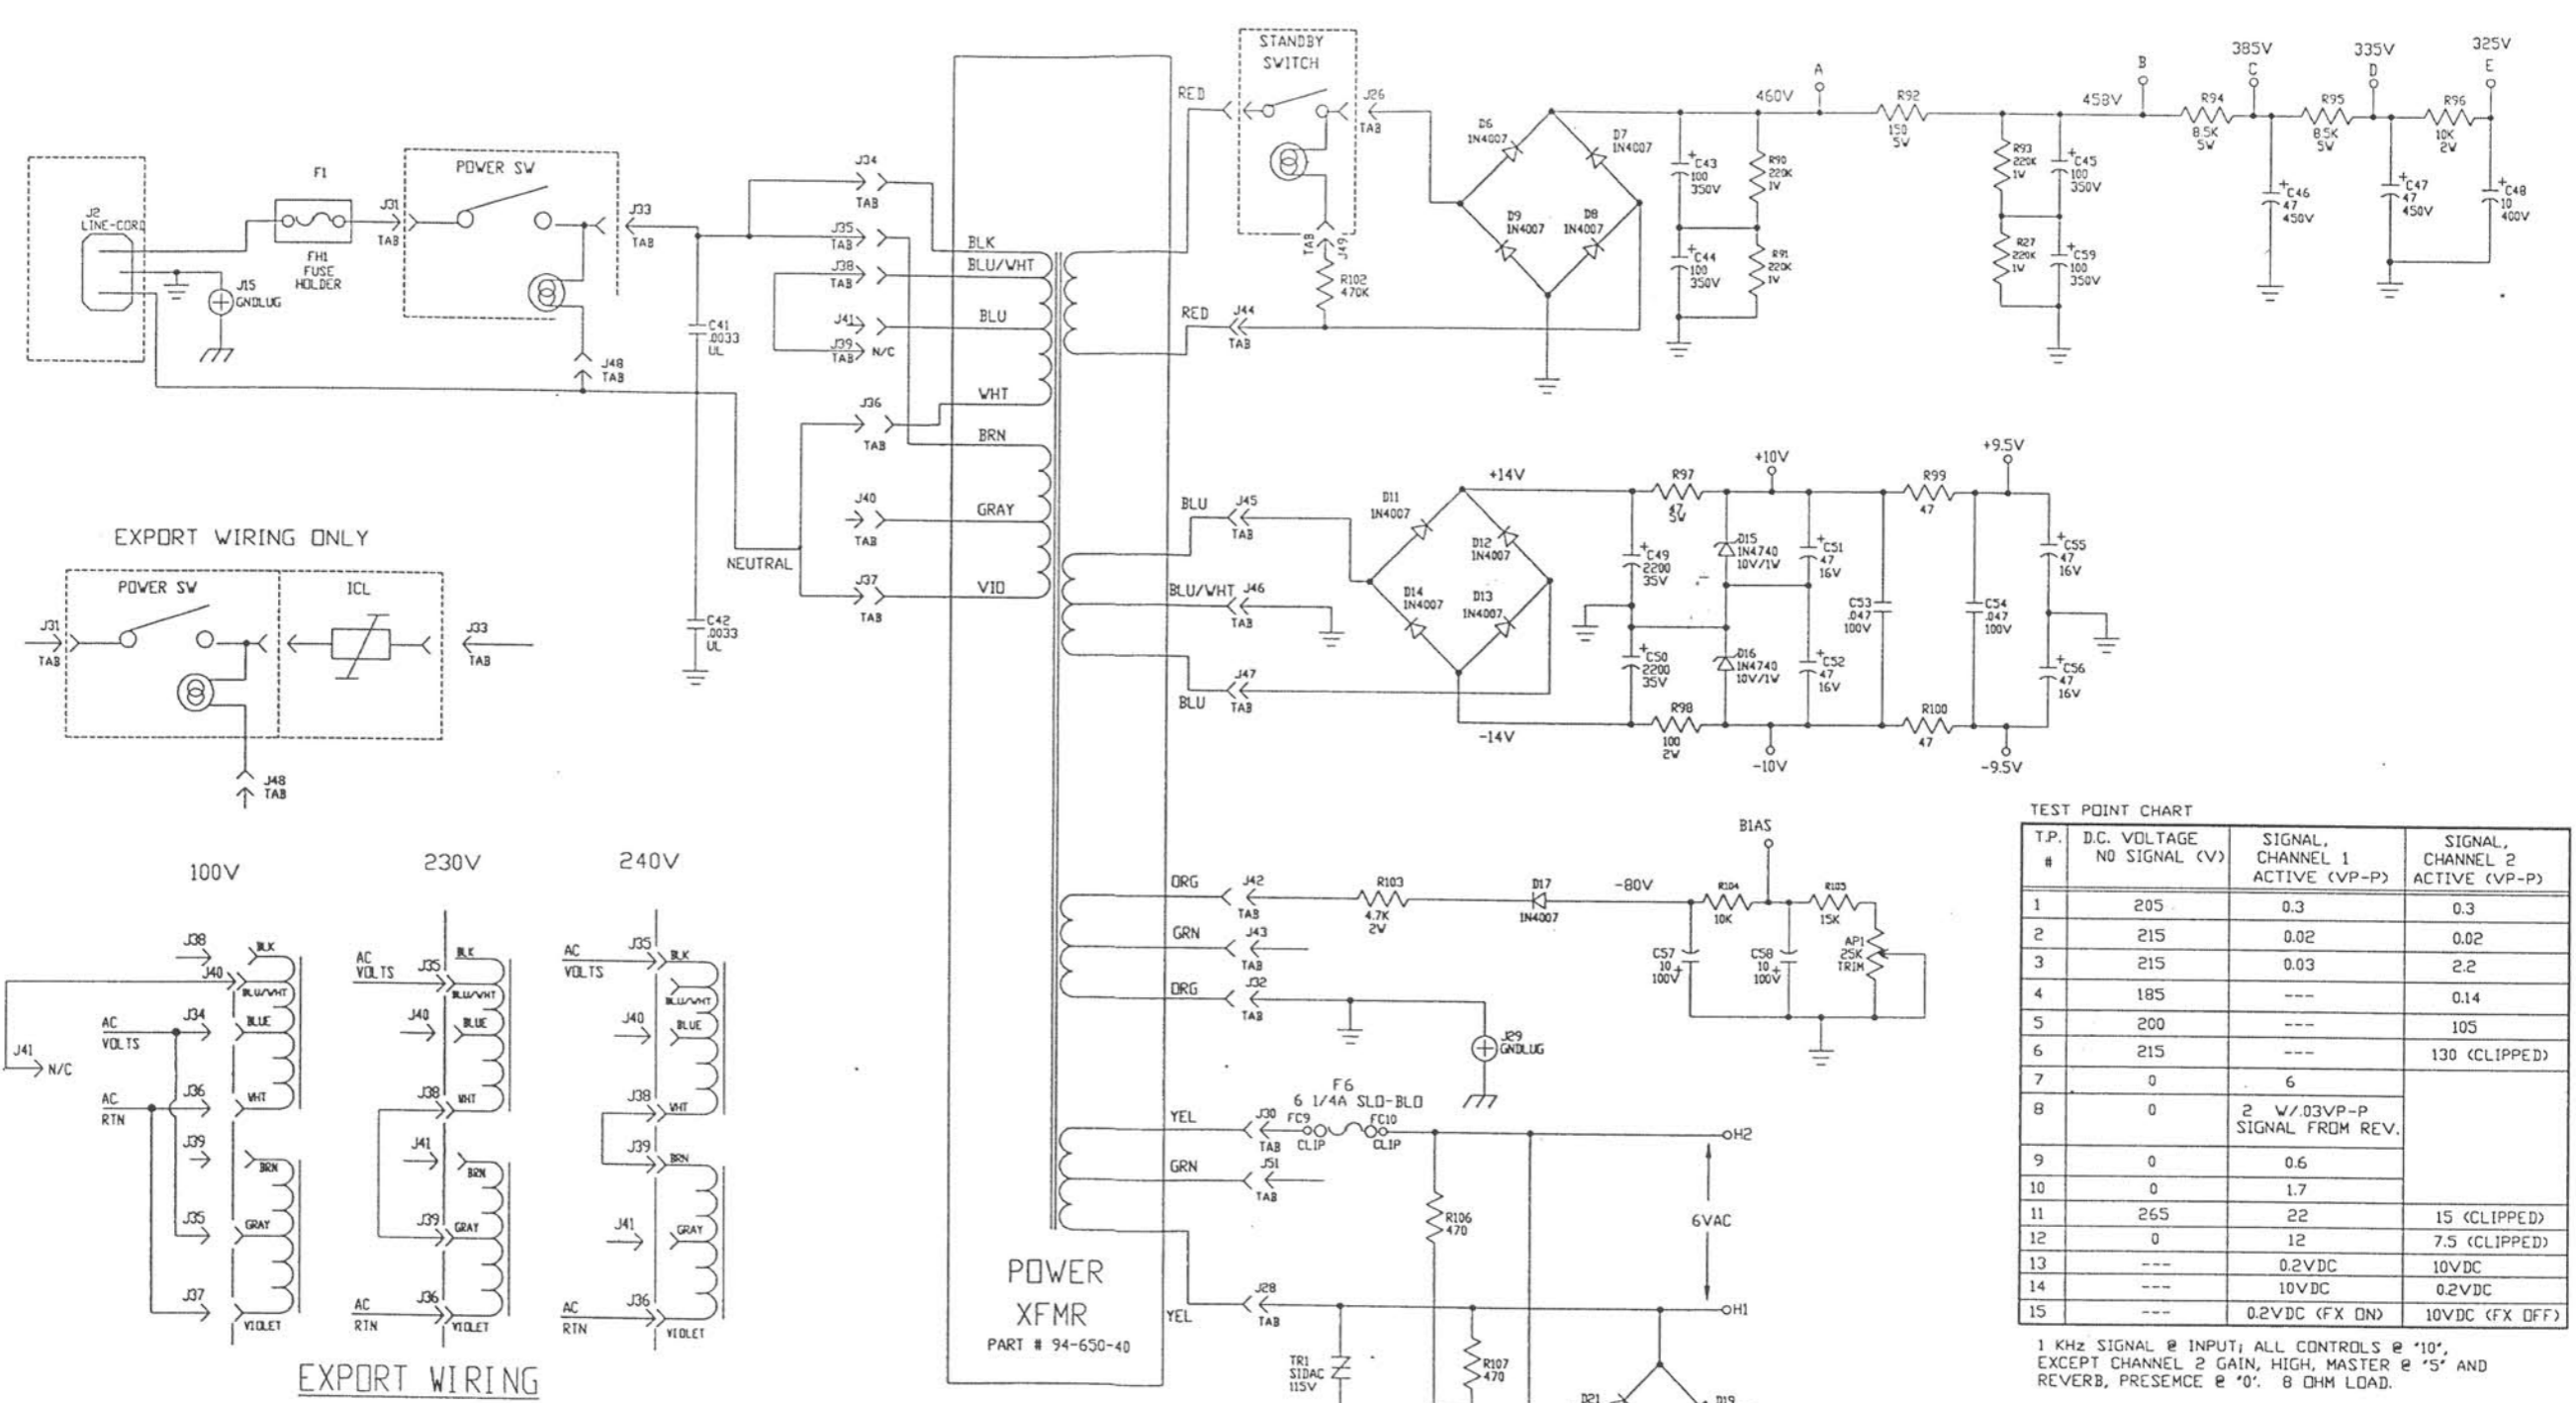 STANDBY
SWITCH
RED
J26
TAB
D6
1N4007
D7
1N4007
D9
1N4007
D8
1N4007
TAB
J49
R102
470K
RED
J44
TAB
460V
A
R92
150
5W
C43
100
350V
R90
220K
1W
C44
100
350V
R91
220K
1W
R93
220K
1W
C45
100
350V
R27
220K
1W
C59
100
350V
458V
B
385V
C
335V
D
325V
E
R94
8.5K
5W
R95
8.5K
5W
R96
10K
2W
C46
47
450V
C47
47
450V
C48
10
400V
J2
LINE-CORD
F1
FH1
FUSE
HOLDER
J15
GNDLUG
J31
TAB
POWER SW
J33
TAB
J48
TAB
C41
.0033
UL
C42
.0033
UL
J34
TAB
J35
TAB
J38
TAB
J41
J39
TAB
N/C
J36
TAB
J40
TAB
J37
TAB
NEUTRAL
BLK
BLU/WHT
BLU
WHT
BRN
GRAY
VIO
EXPORT WIRING ONLY
POWER SW
ICL
J31
TAB
J33
TAB
J48
TAB
BLU
J45
TAB
BLU/WHT
J46
TAB
J47
TAB
BLU
D11
1N4007
D12
1N4007
D14
1N4007
D13
1N4007
+14V
-14V
R97
47
5W
C49
2200
35V
C50
2200
35V
R98
100
2W
+10V
D15
1N4740
10V/1W
D16
1N4740
10V/1W
C51
47
16V
C52
47
16V
-10V
C53
.047
100V
R99
47
R100
47
C54
.047
100V
+9.5V
-9.5V
C55
47
16V
C56
47
16V
ORG
J42
TAB
GRN
J43
TAB
ORG
J32
TAB
R103
4.7K
2W
D17
1N4007
-80V
BIAS
R104
10K
R105
15K
C57
10
100V
C58
10
100V
AP1
25K
TRIM
J29
GNDLUG
F6
6 1/4A SLO-BLO
FC9
CLIP
FC10
CLIP
YEL
J30
TAB
GRN
J51
TAB
YEL
J28
TAB
H2
6VAC
H1
R106
470
R107
470
TR1
SIDAC
115V
D21
D19
POWER
XFMR
PART # 94-650-40
100V
J38
BLK
J40
BLU/WHT
J34
AC
VOLTS
BLUE
J41
N/C
J36
AC
RTN
WHT
J39
BRN
J35
GRAY
J37
VIOLET
230V
AC
VOLTS
J35
BLK
BLU/WHT
J40
BLUE
J38
WHT
J41
BRN
J39
GRAY
AC
RTN
J36
VIOLET
240V
AC
VOLTS
J35
BLK
BLU/WHT
J40
BLUE
J38
WHT
J39
BRN
J41
GRAY
AC
RTN
J36
VIOLET
EXPORT WIRING
TEST POINT CHART
T.P. # D.C. VOLTAGE NO SIGNAL (V) SIGNAL, CHANNEL 1 ACTIVE (VP-P) SIGNAL, CHANNEL 2 ACTIVE (VP-P)
1 205 0.3 0.3
2 215 0.02 0.02
3 215 0.03 2.2
4 185 --- 0.14
5 200 --- 105
6 215 --- 130 (CLIPPED)
7 0 6
8 0 2 W/.03VP-P SIGNAL FROM REV.
9 0 0.6
10 0 1.7
11 265 22 15 (CLIPPED)
12 0 12 7.5 (CLIPPED)
13 --- 0.2VDC 10VDC
14 --- 10VDC 0.2VDC
15 --- 0.2VDC (FX ON) 10VDC (FX OFF)
1 KHz SIGNAL @ INPUT; ALL CONTROLS @ "10",
EXCEPT CHANNEL 2 GAIN, HIGH, MASTER @ "5" AND
REVERB, PRESEMCE @ "0". 8 OHM LOAD.